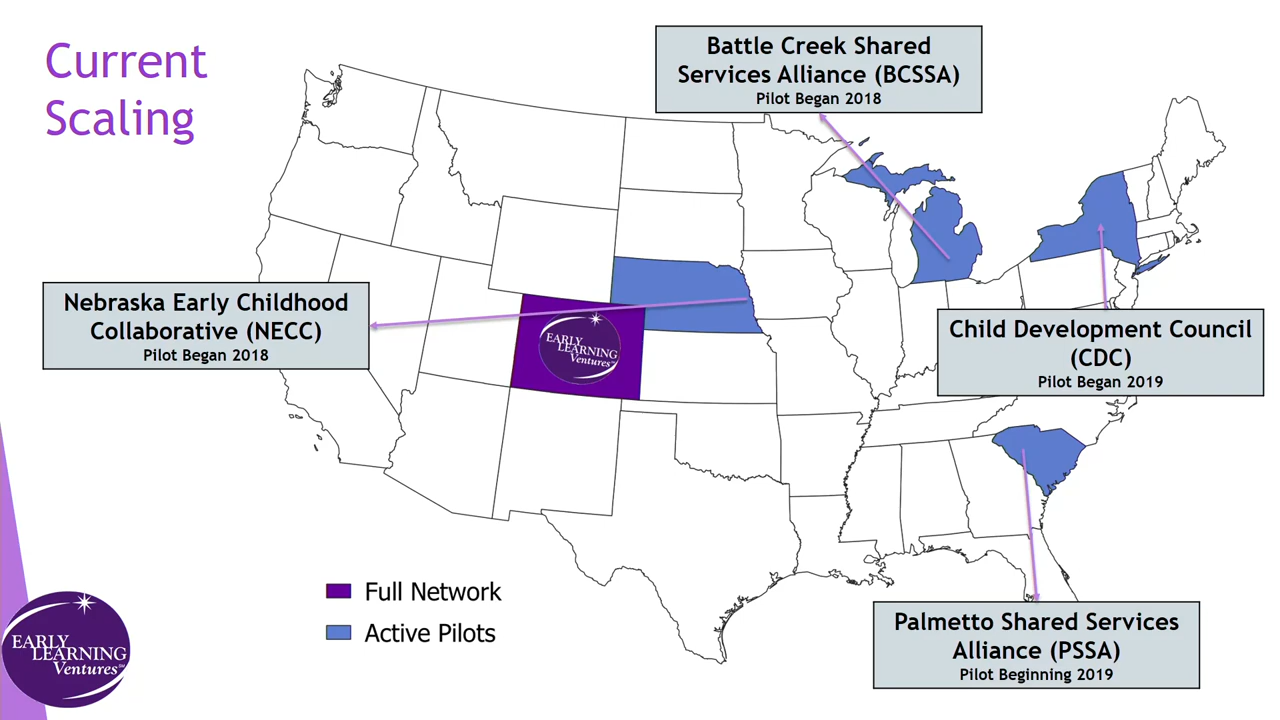 Current
Scaling
Battle Creek Shared
Services Alliance (BCSSA)
Pilot Began 2018
Nebraska Early Childhood
Collaborative (NECC)
Pilot Began 2018
EARLY
LEARNING
Ventures™
Child Development Council
(CDC)
Pilot Began 2019
Full Network
Active Pilots
Palmetto Shared Services
Alliance (PSSA)
Pilot Beginning 2019
EARLY
LEARNING
Ventures℠